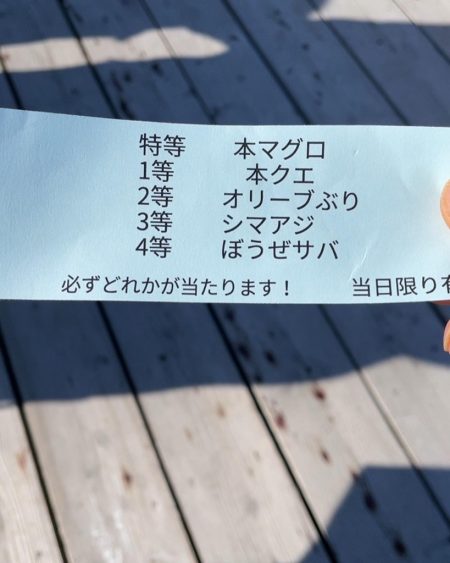 特等 本マグロ
1等 本クエ
2等 オリーブぶり
3等 シマアジ
4等 ぼうぜサバ
必ずどれかが当たります! 当日限り